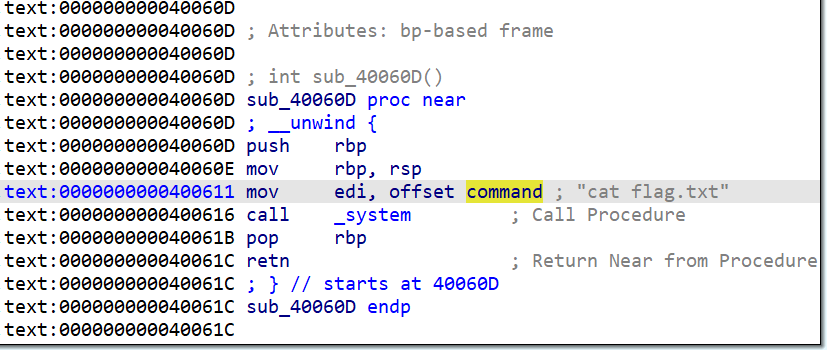 text:000000000040060D
text:000000000040060D ; Attributes: bp-based frame
text:000000000040060D
text:000000000040060D ; int sub_40060D()
text:000000000040060D sub_40060D proc near
text:000000000040060D ; __unwind {
text:000000000040060D push    rbp
text:000000000040060E mov     rbp, rsp
text:0000000000400611 mov     edi, offset command ; "cat flag.txt"
text:0000000000400616 call    _system         ; Call Procedure
text:000000000040061B pop     rbp
text:000000000040061C retn                    ; Return Near from Procedure
text:000000000040061C ; } // starts at 40060D
text:000000000040061C sub_40060D endp
text:000000000040061C